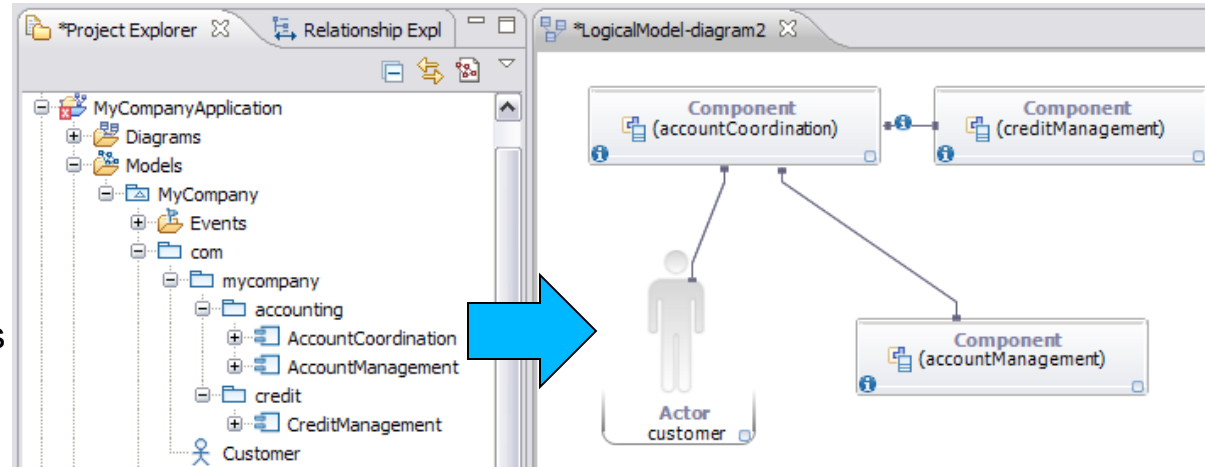 *Project Explorer
Relationship Expl
MyCompanyApplication
Diagrams
Models
MyCompany
Events
com
mycompany
accounting
AccountCoordination
AccountManagement
credit
CreditManagement
Customer
s
*LogicalModel-diagram2
Component
(accountCoordination)
Component
(creditManagement)
Component
(accountManagement)
Actor
customer